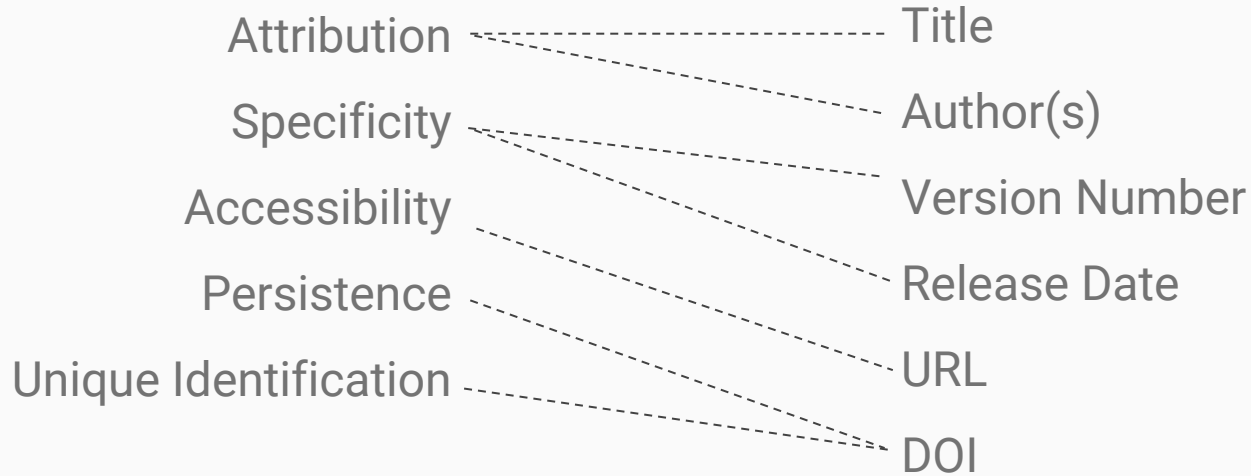 Attribution
Specificity
Accessibility
Persistence
Unique Identification
Title
Author(s)
Version Number
Release Date
URL
DOI